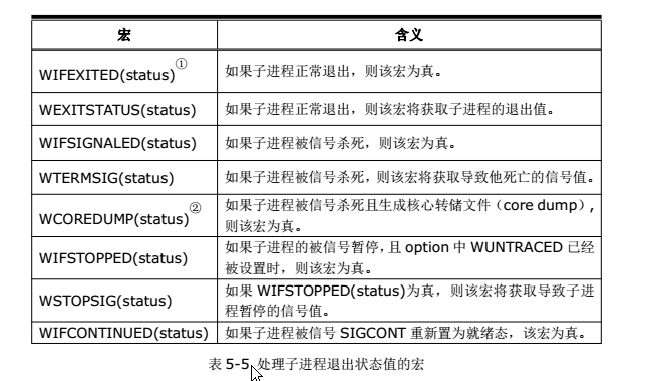 宏 含义
WIFEXITED(status)① 如果子进程正常退出，则该宏为真。
WEXITSTATUS(status) 如果子进程正常退出，则该宏将获取子进程的退出值。
WIFSIGNALED(status) 如果子进程被信号杀死，则该宏为真。
WTERMSIG(status) 如果子进程被信号杀死，则该宏将获取导致他死亡的信号值。
WCOREDUMP(status)② 如果子进程被信号杀死且生成核心转储文件（core dump），
则该宏为真。
WIFSTOPPED(status) 如果子进程的被信号暂停，且 option 中 WUNTRACED 已经
被设置时，则该宏为真。
WSTOPSIG(status) 如果 WIFSTOPPED(status)为真，则该宏将获取导致子进
程暂停的信号值。
WIFCONTINUED(status) 如果子进程被信号 SIGCONT 重新置为就绪态，该宏为真。
表 5-5 处理子进程退出状态值的宏